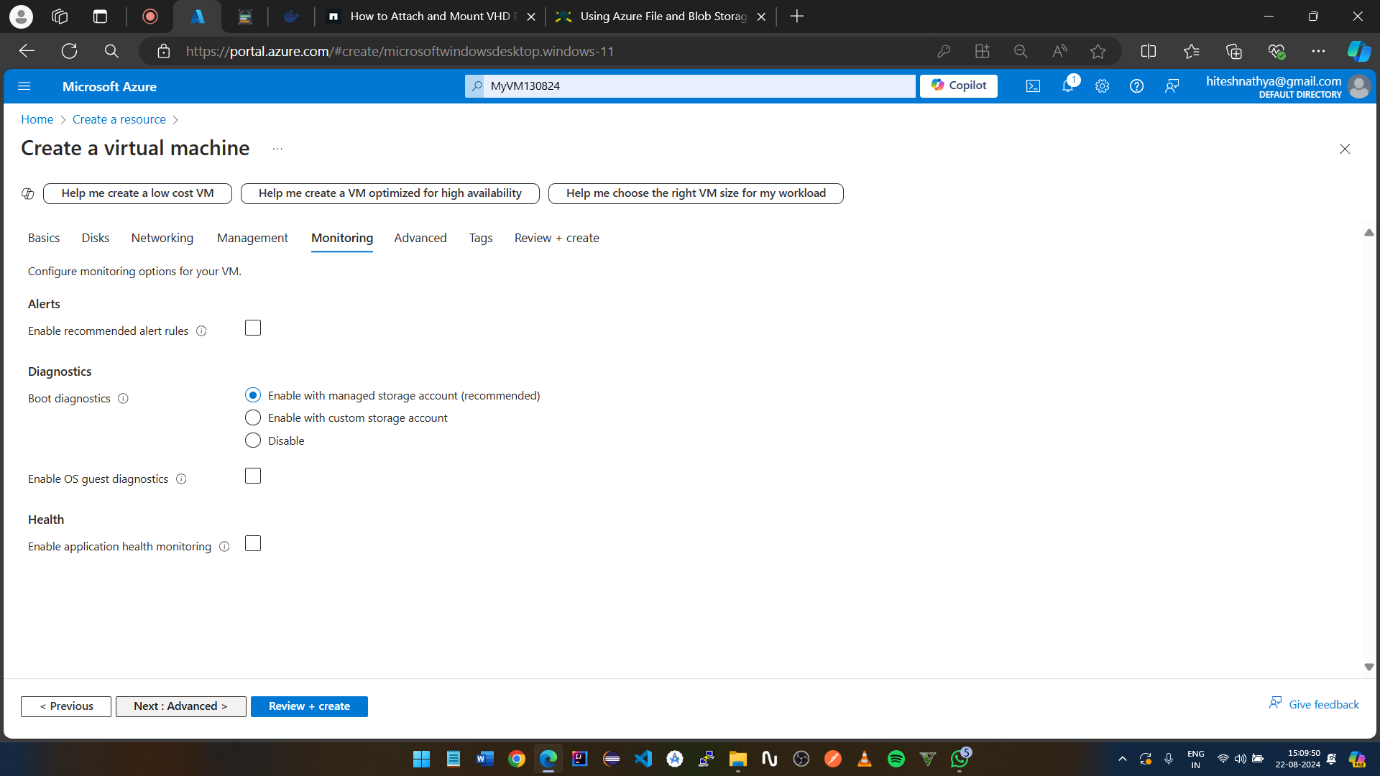 How to Attach and Mount VHD F
Using Azure File and Blob Storag
https://portal.azure.com/#create/microsoftwindowsdesktop.windows-11
Microsoft Azure
MyVM130824
Copilot
1
hiteshnathya@gmail.com
DEFAULT DIRECTORY
Home > Create a resource >
Create a virtual machine ...
Help me create a low cost VM
Help me create a VM optimized for high availability
Help me choose the right VM size for my workload
Basics Disks Networking Management Monitoring Advanced Tags Review + create
Configure monitoring options for your VM.
Alerts
Enable recommended alert rules
Diagnostics
Boot diagnostics
Enable with managed storage account (recommended)
Enable with custom storage account
Disable
Enable OS guest diagnostics
Health
Enable application health monitoring
< Previous
Next : Advanced >
Review + create
Give feedback
5
ENG
IN
15:09:50
22-08-2024